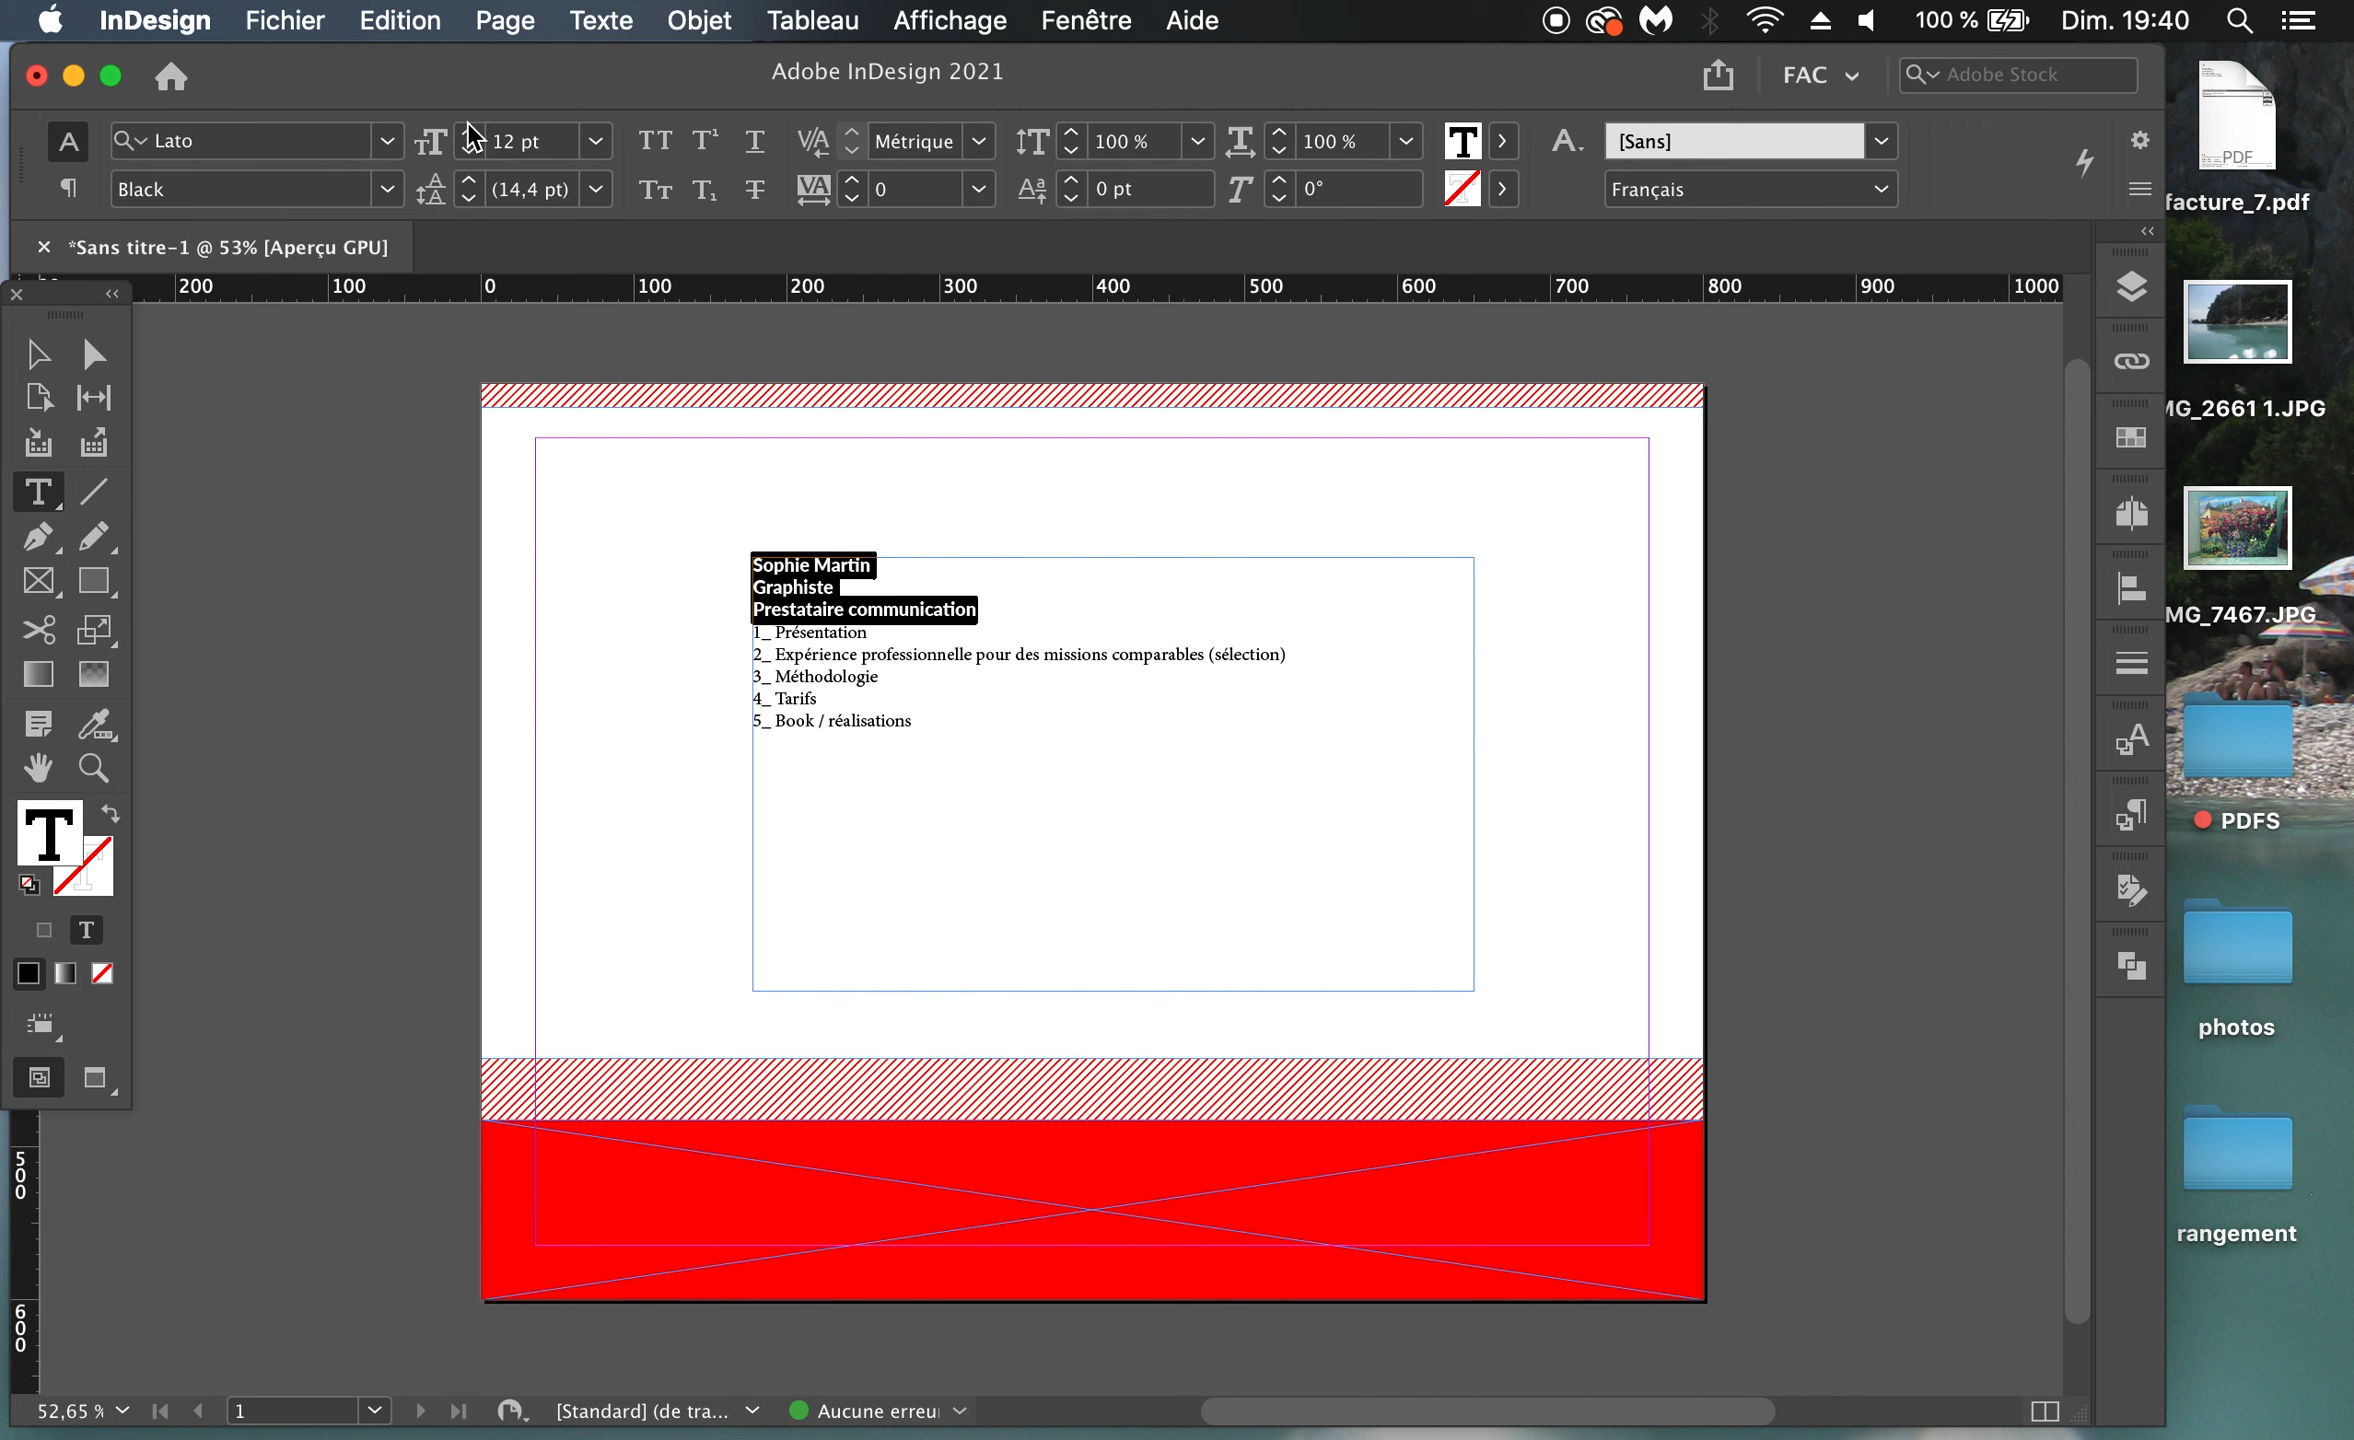 InDesign Fichier Edition Page Texte Objet Tableau Affichage Fenêtre Aide 100 % Dim. 19:40
Adobe InDesign 2021 FAC Adobe Stock
Lato 12 pt Métrique 100 % 100 % [Sans]
Black (14,4 pt) 0 0 pt 0° Français
*Sans titre-1 @ 53% [Aperçu GPU]
200 100 0 100 200 300 400 500 600 700 800 900 1000
Sophie Martin
Graphiste
Prestataire communication
1_ Présentation
2_ Expérience professionnelle pour des missions comparables (sélection)
3_ Méthodologie
4_ Tarifs
5_ Book / réalisations
500
600
52,65 % 1 [Standard] (de tra... Aucune erreu
PDF
facture_7.pdf
MG_2661 1.JPG
MG_7467.JPG
PDFS
photos
rangement